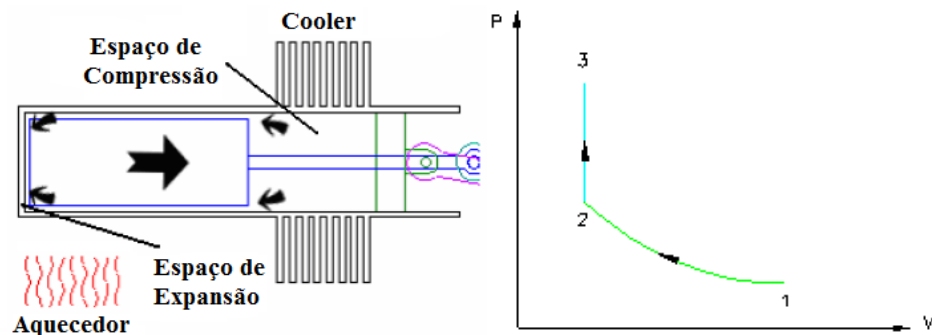 Cooler
Espaço de
Compressão
Espaço de
Expansão
Aquecedor
P
3
2
1
V